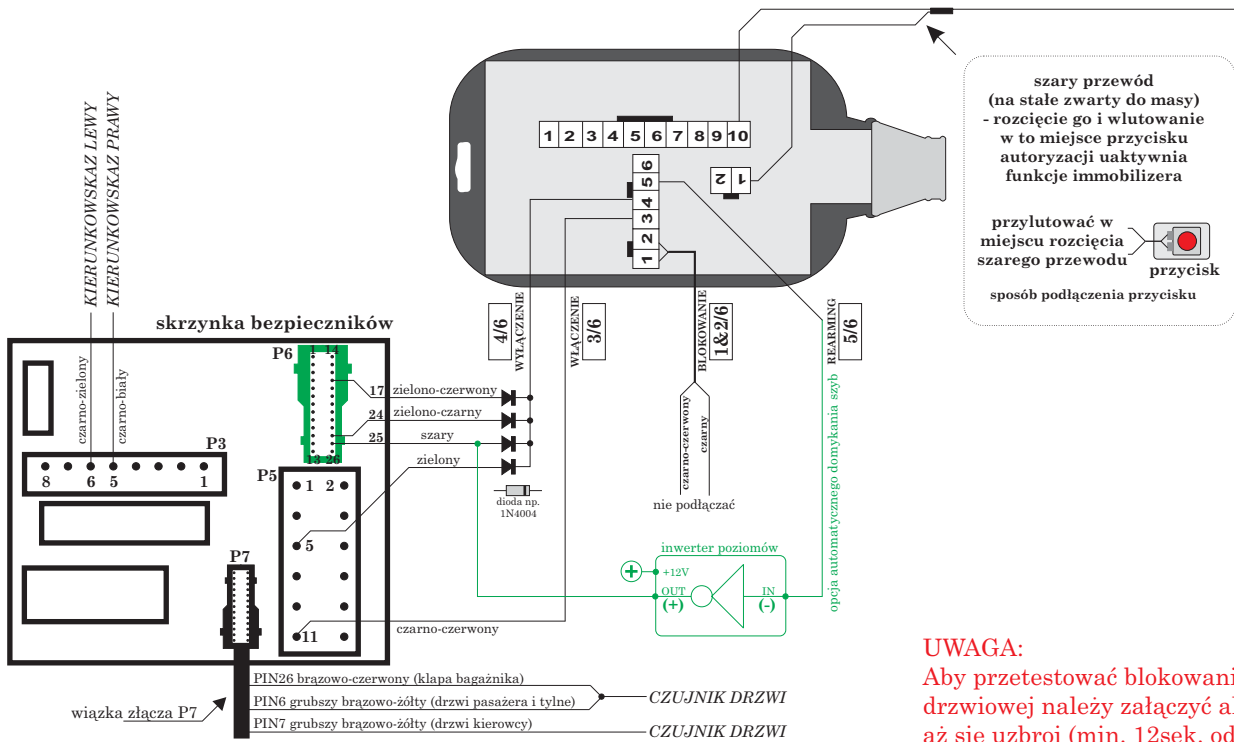 KIERUNKOWSKAZ LEWY
KIERUNKOWSKAZ PRAWY
czarno-zielony
czarno-biały
1 2 3 4 5 6 7 8 9 10
1 2 3 4 5 6
2 1
szary przewód
(na stałe zwarty do masy)
- rozcięcie go i wlutowanie
w to miejsce przycisku
autoryzacji uaktywnia
funkcje immobilizera
przylutować w
miejscu rozcięcia
szarego przewodu
przycisk
sposób podłączenia przycisku
4/6
WYŁĄCZENIE
WŁĄCZENIE
3/6
BLOKOWANIE
1&2/6
REARMING
5/6
skrzynka bezpieczników
P6
1 14
13 26
17 zielono-czerwony
24 zielono-czarny
25 szary
zielony
dioda np.
1N4004
czarno-czerwony
czarny
nie podłączać
opcja automatycznego domykania szyb
P3
8 6 5 1
P5
1 2
5
11
P7
czarno-czerwony
inwerter poziomów
+
+12V
OUT
(+)
IN
(-)
wiązka złącza P7
PIN26 brązowo-czerwony (klapa bagażnika)
PIN6 grubszy brązowo-żółty (drzwi pasażera i tylne)
CZUJNIK DRZWI
PIN7 grubszy brązowo-żółty (drzwi kierowcy)
CZUJNIK DRZWI
UWAGA:
Aby przetestować blokowani
drzwiowej należy załączyć al
aż się uzbroi (min. 12sek. od